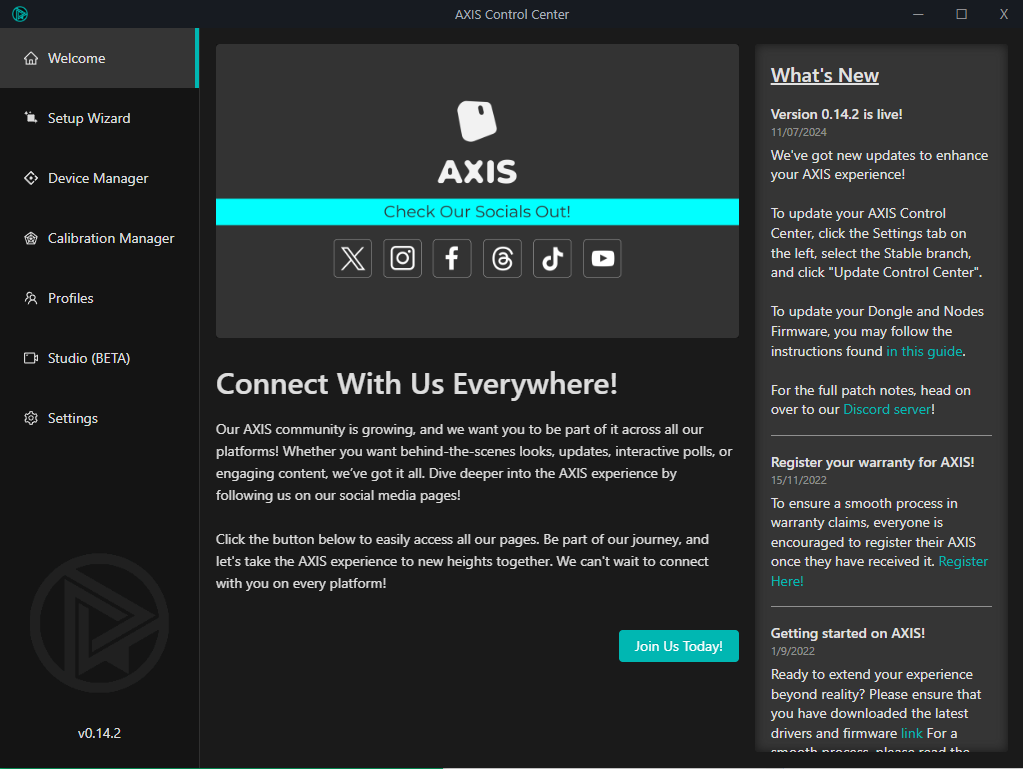 AXIS Control Center
Welcome
Setup Wizard
Device Manager
Calibration Manager
Profiles
Studio (BETA)
Settings
v0.14.2
AXIS
Check Our Socials Out!
Connect With Us Everywhere!
Our AXIS community is growing, and we want you to be part of it across all our
platforms! Whether you want behind-the-scenes looks, updates, interactive polls, or
engaging content, we've got it all. Dive deeper into the AXIS experience by
following us on our social media pages!
Click the button below to easily access all our pages. Be part of our journey, and
let's take the AXIS experience to new heights together. We can't wait to connect
with you on every platform!
Join Us Today!
What's New
Version 0.14.2 is live!
11/07/2024
We've got new updates to enhance
your AXIS experience!
To update your AXIS Control
Center, click the Settings tab on
the left, select the Stable branch,
and click "Update Control Center".
To update your Dongle and Nodes
Firmware, you may follow the
instructions found in this guide.
For the full patch notes, head on
over to our Discord server!
Register your warranty for AXIS!
15/11/2022
To ensure a smooth process in
warranty claims, everyone is
encouraged to register their AXIS
once they have received it. Register
Here!
Getting started on AXIS!
1/9/2022
Ready to extend your experience
beyond reality? Please ensure that
you have downloaded the latest
drivers and firmware link For a
smooth process, please read the